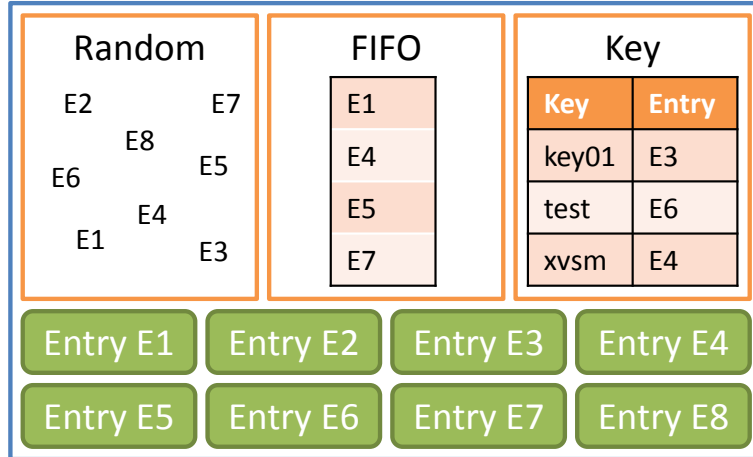 Random
E2
E7
E8
E5
E6
E4
E1
E3
FIFO
E1
E4
E5
E7
Key
Key Entry
key01 E3
test E6
xvsm E4
Entry E1 Entry E2 Entry E3 Entry E4
Entry E5 Entry E6 Entry E7 Entry E8